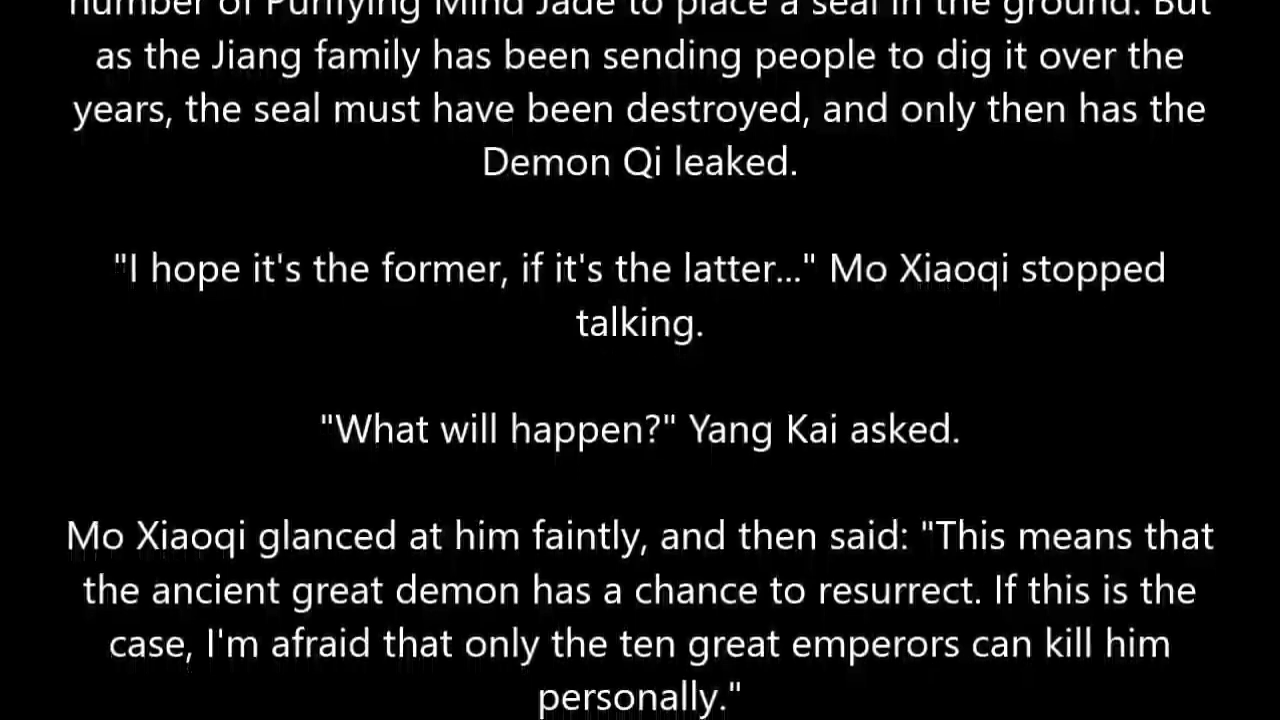 number of Purifying Mind Jade to place a seal in the ground. But
as the Jiang family has been sending people to dig it over the
years, the seal must have been destroyed, and only then has the
Demon Qi leaked.
"I hope it's the former, if it's the latter..." Mo Xiaoqi stopped
talking.
"What will happen?" Yang Kai asked.
Mo Xiaoqi glanced at him faintly, and then said: "This means that
the ancient great demon has a chance to resurrect. If this is the
case, I'm afraid that only the ten great emperors can kill him
personally."